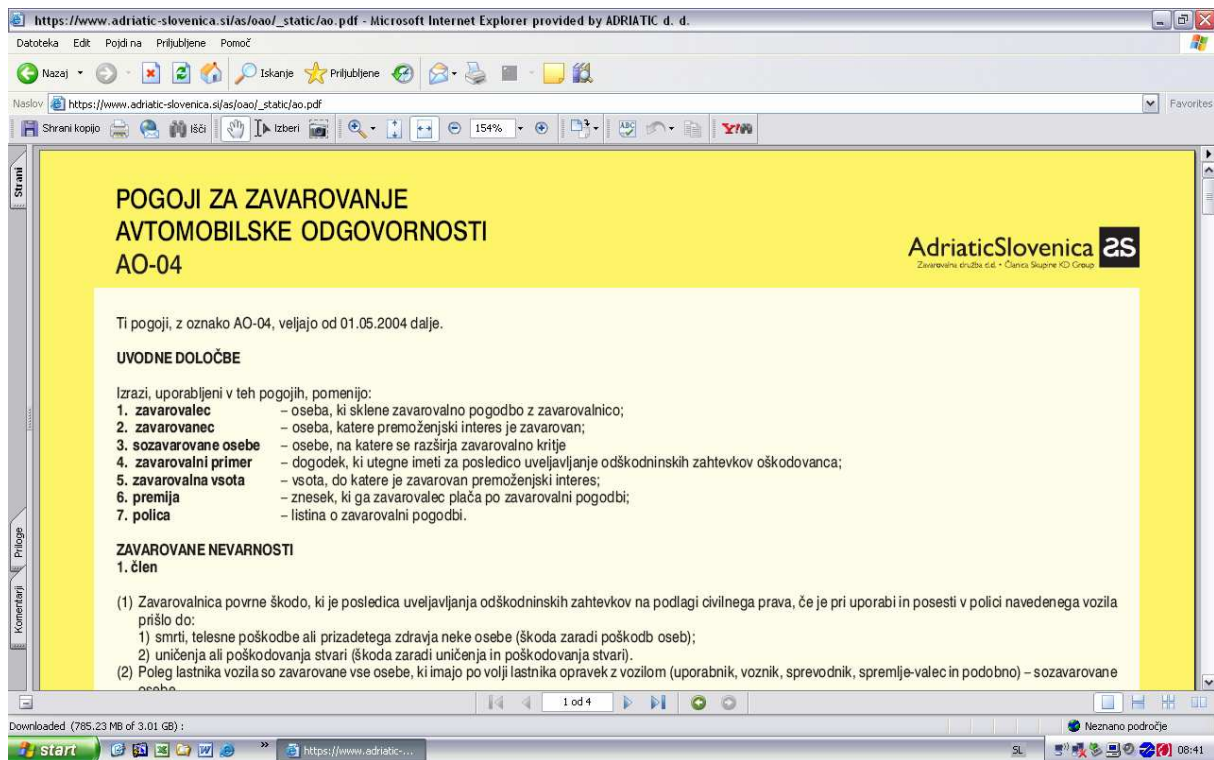 https://www.adriatic-slovenica.si/as/oao/_static/ao.pdf - Microsoft Internet Explorer provided by ADRIATIC d. d.
Datoteka Edit Pojdi na Priljubljene Pomoč
Nazaj Iskanje Priljubljene
Naslov https://www.adriatic-slovenica.si/as/oao/_static/ao.pdf Favorites
Shrani kopijo Išči Izberi 154% Y!
Strani
POGOJI ZA ZAVAROVANJE
AVTOMOBILSKE ODGOVORNOSTI
AO-04
AdriaticSlovenica as
Zavarovalna družba d.d. • Članica Skupine KD Group
Ti pogoji, z oznako AO-04, veljajo od 01.05.2004 dalje.
UVODNE DOLOČBE
Izrazi, uporabljeni v teh pogojih, pomenijo:
1. zavarovalec – oseba, ki sklene zavarovalno pogodbo z zavarovalnico;
2. zavarovanec – oseba, katere premoženjski interes je zavarovan;
3. sozavarovane osebe – osebe, na katere se razširja zavarovalno kritje
4. zavarovalni primer – dogodek, ki utegne imeti za posledico uveljavljanje odškodninskih zahtevkov oškodovanca;
5. zavarovalna vsota – vsota, do katere je zavarovan premoženjski interes;
6. premija – znesek, ki ga zavarovalec plača po zavarovalni pogodbi;
7. polica – listina o zavarovalni pogodbi.
Priloge
ZAVAROVANE NEVARNOSTI
1. člen
Komentarji
(1) Zavarovalnica povrne škodo, ki je posledica uveljavljanja odškodninskih zahtevkov na podlagi civilnega prava, če je pri uporabi in posesti v polici navedenega vozila
prišlo do:
1) smrti, telesne poškodbe ali prizadetega zdravja neke osebe (škoda zaradi poškodb oseb);
2) uničenja ali poškodovanja stvari (škoda zaradi uničenja in poškodovanja stvari).
(2) Poleg lastnika vozila so zavarovane vse osebe, ki imajo po volji lastnika opravek z vozilom (uporabnik, voznik, sprevodnik, spremlje-valec in podobno) – sozavarovane
osebe
1 od 4
Downloaded (785.23 MB of 3.01 GB) : Neznano področje
start https://www.adriatic-... SL 08:41